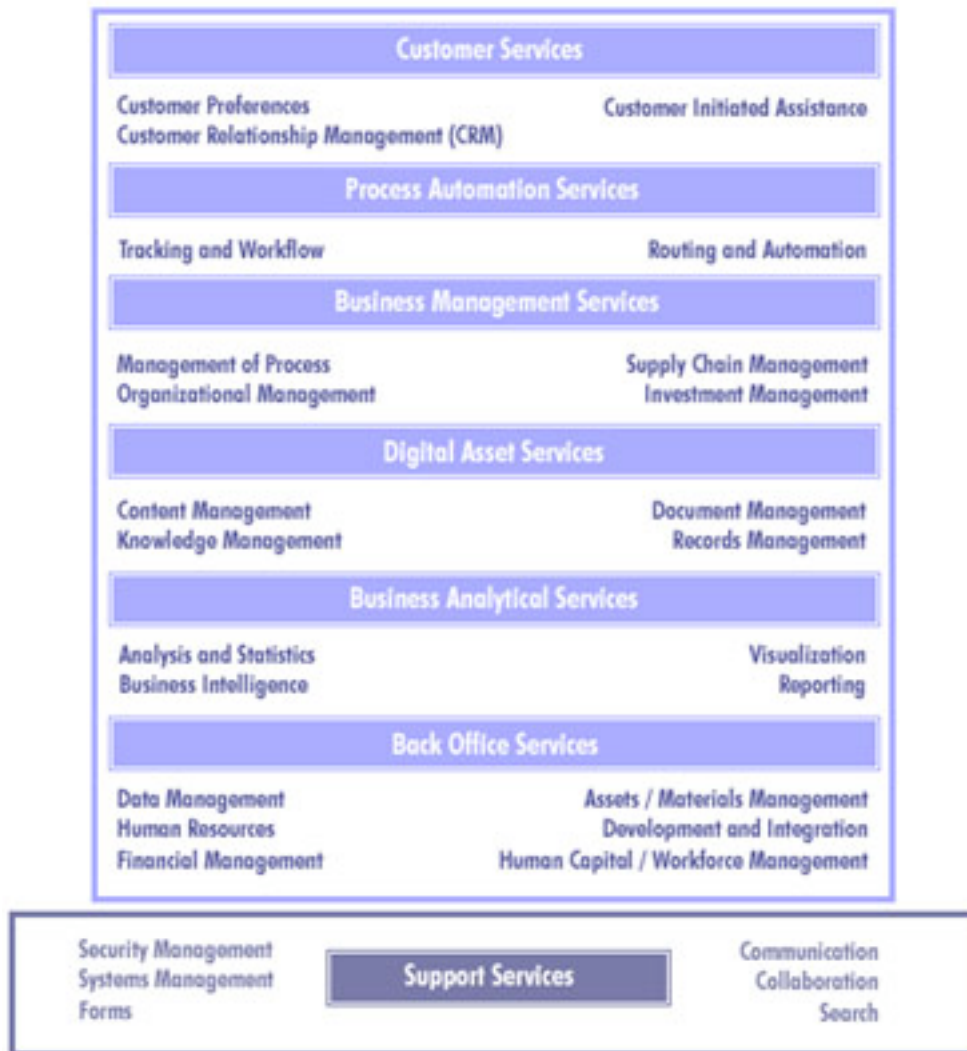 Customer Services
Customer Preferences Customer Initiated Assistance
Customer Relationship Management (CRM)
Process Automation Services
Tracking and Workflow Routing and Automation
Business Management Services
Management of Process Supply Chain Management
Organizational Management Investment Management
Digital Asset Services
Content Management Document Management
Knowledge Management Records Management
Business Analytical Services
Analysis and Statistics Visualization
Business Intelligence Reporting
Back Office Services
Data Management Assets / Materials Management
Human Resources Development and Integration
Financial Management Human Capital / Workforce Management
Security Management Communication
Systems Management Support Services Collaboration
Forms Search